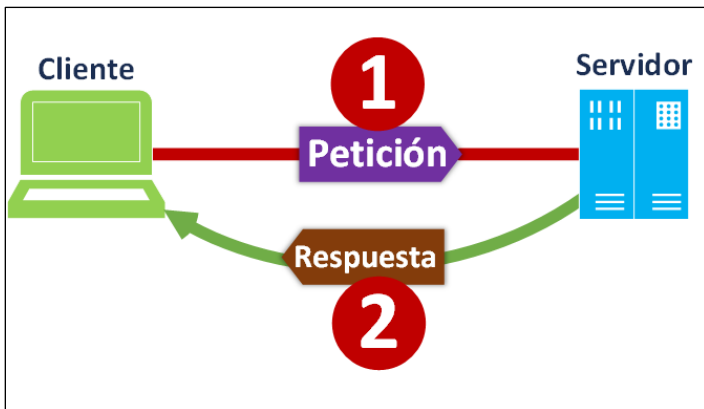 Cliente
1
Servidor
Petición
Respuesta
2